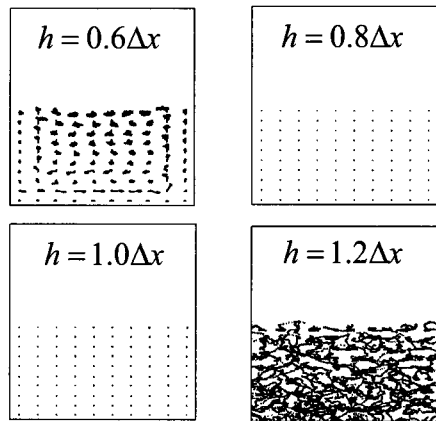 h = 0.6Δx
h = 0.8Δx
h = 1.0Δx
h = 1.2Δx